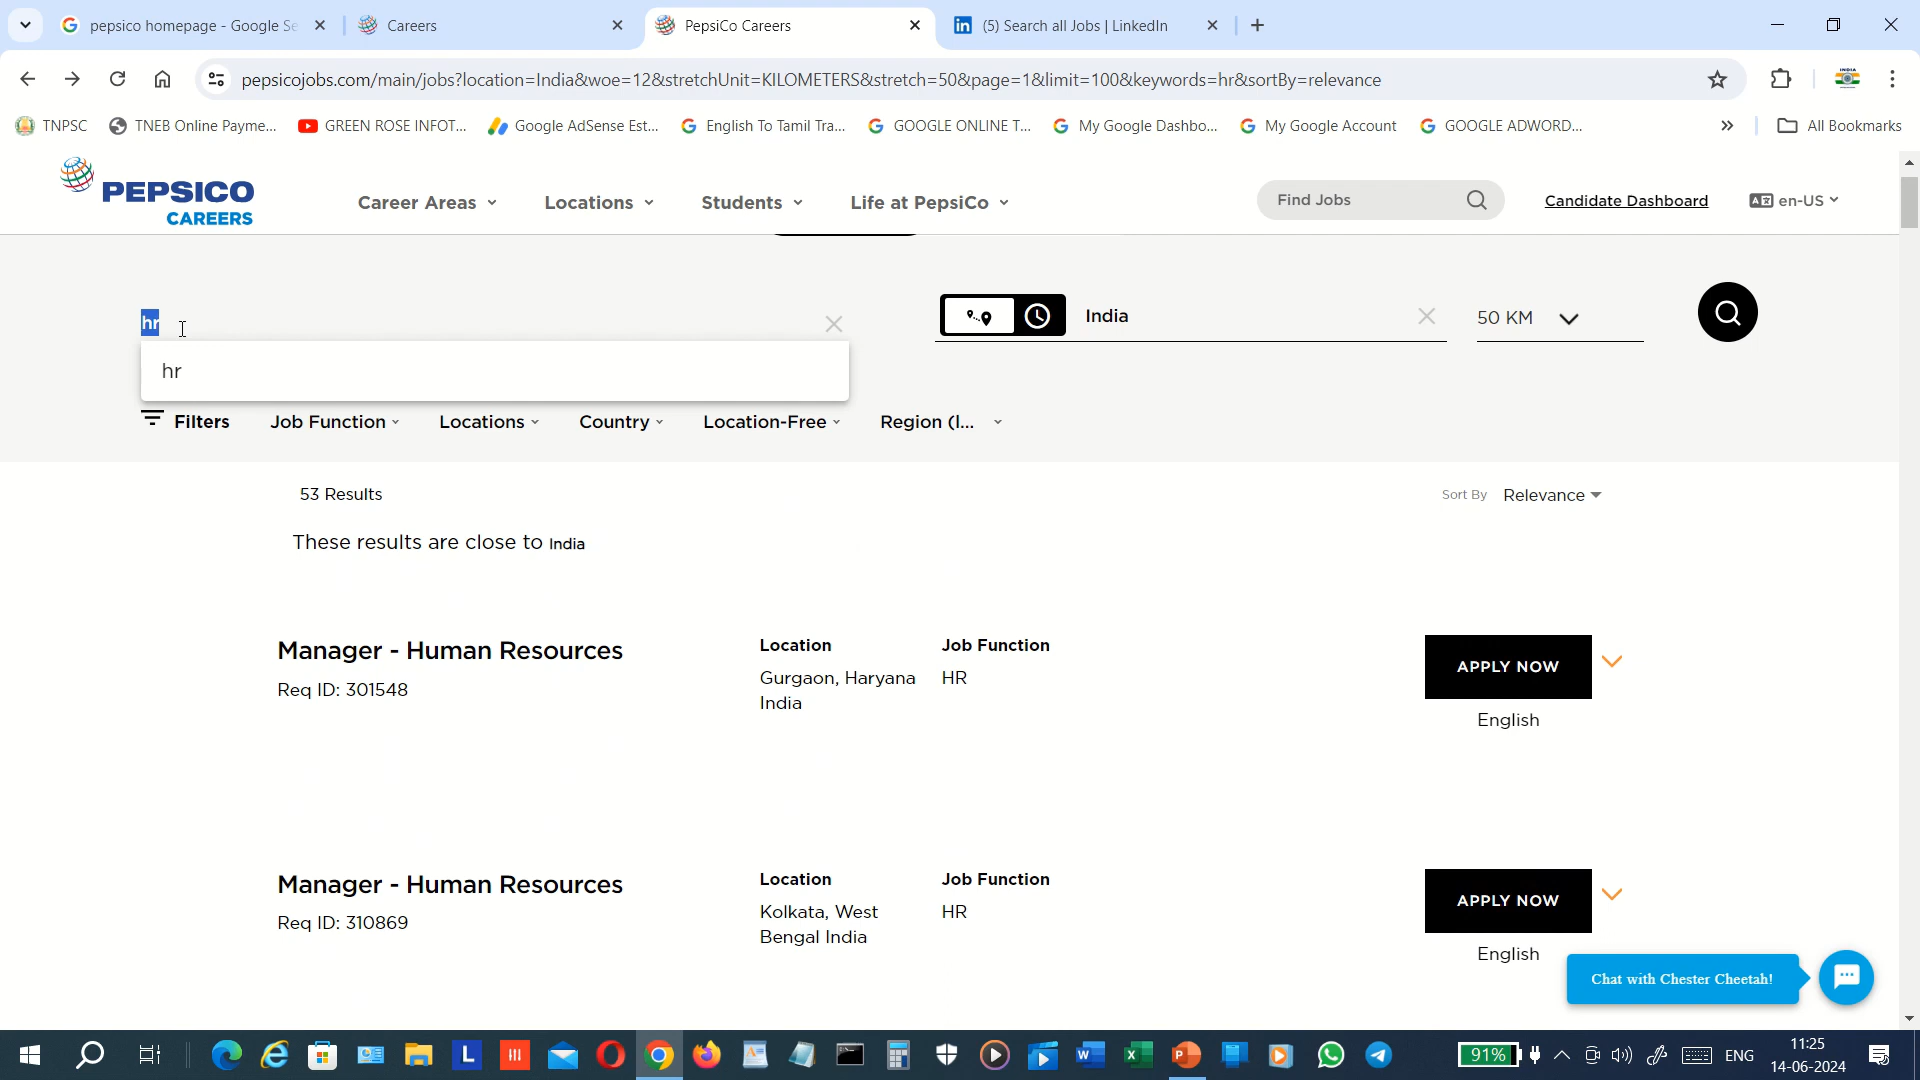 pepsico homepage - Google Se
Careers
PepsiCo Careers
(5) Search all Jobs | LinkedIn
pepsicojobs.com/main/jobs?location=India&woe=12&stretchUnit=KILOMETERS&stretch=50&page=1&limit=100&keywords=hr&sortBy=relevance
TNPSC
TNEB Online Payme...
GREEN ROSE INFOT...
Google AdSense Est...
English To Tamil Tra...
GOOGLE ONLINE T...
My Google Dashbo...
My Google Account
GOOGLE ADWORD...
All Bookmarks
PEPSICO
CAREERS
Career Areas
Locations
Students
Life at PepsiCo
Find Jobs
Candidate Dashboard
en-US
hr
India
50 KM
hr
Filters
Job Function
Locations
Country
Location-Free
Region (I...
53 Results
Sort By Relevance
These results are close to India
Manager - Human Resources
Req ID: 301548
Location
Gurgaon, Haryana
India
Job Function
HR
APPLY NOW
English
Manager - Human Resources
Req ID: 310869
Location
Kolkata, West
Bengal India
Job Function
HR
APPLY NOW
English
Chat with Chester Cheetah!
91%
ENG
11:25
14-06-2024